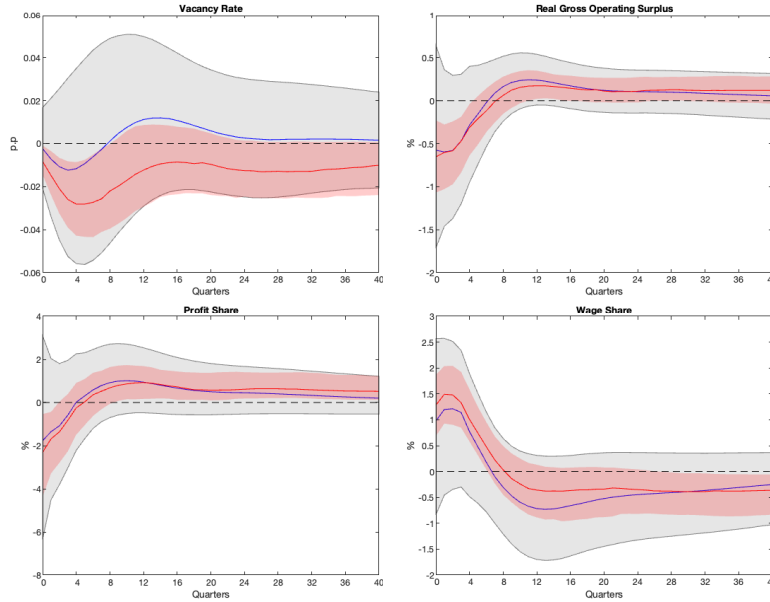 Vacancy Rate
0.06
0.04
0.02
0
-0.02
-0.04
-0.06
p.p
0 4 8 12 16 20 24 28 32 36 40
Quarters
Real Gross Operating Surplus
1
0.5
0
-0.5
-1
-1.5
-2
%
0 4 8 12 16 20 24 28 32 36 4
Quarters
Profit Share
4
2
0
-2
-4
-6
-8
%
0 4 8 12 16 20 24 28 32 36 40
Quarters
Wage Share
3
2.5
2
1.5
1
0.5
0
-0.5
-1
-1.5
-2
%
0 4 8 12 16 20 24 28 32 36 40
Quarters